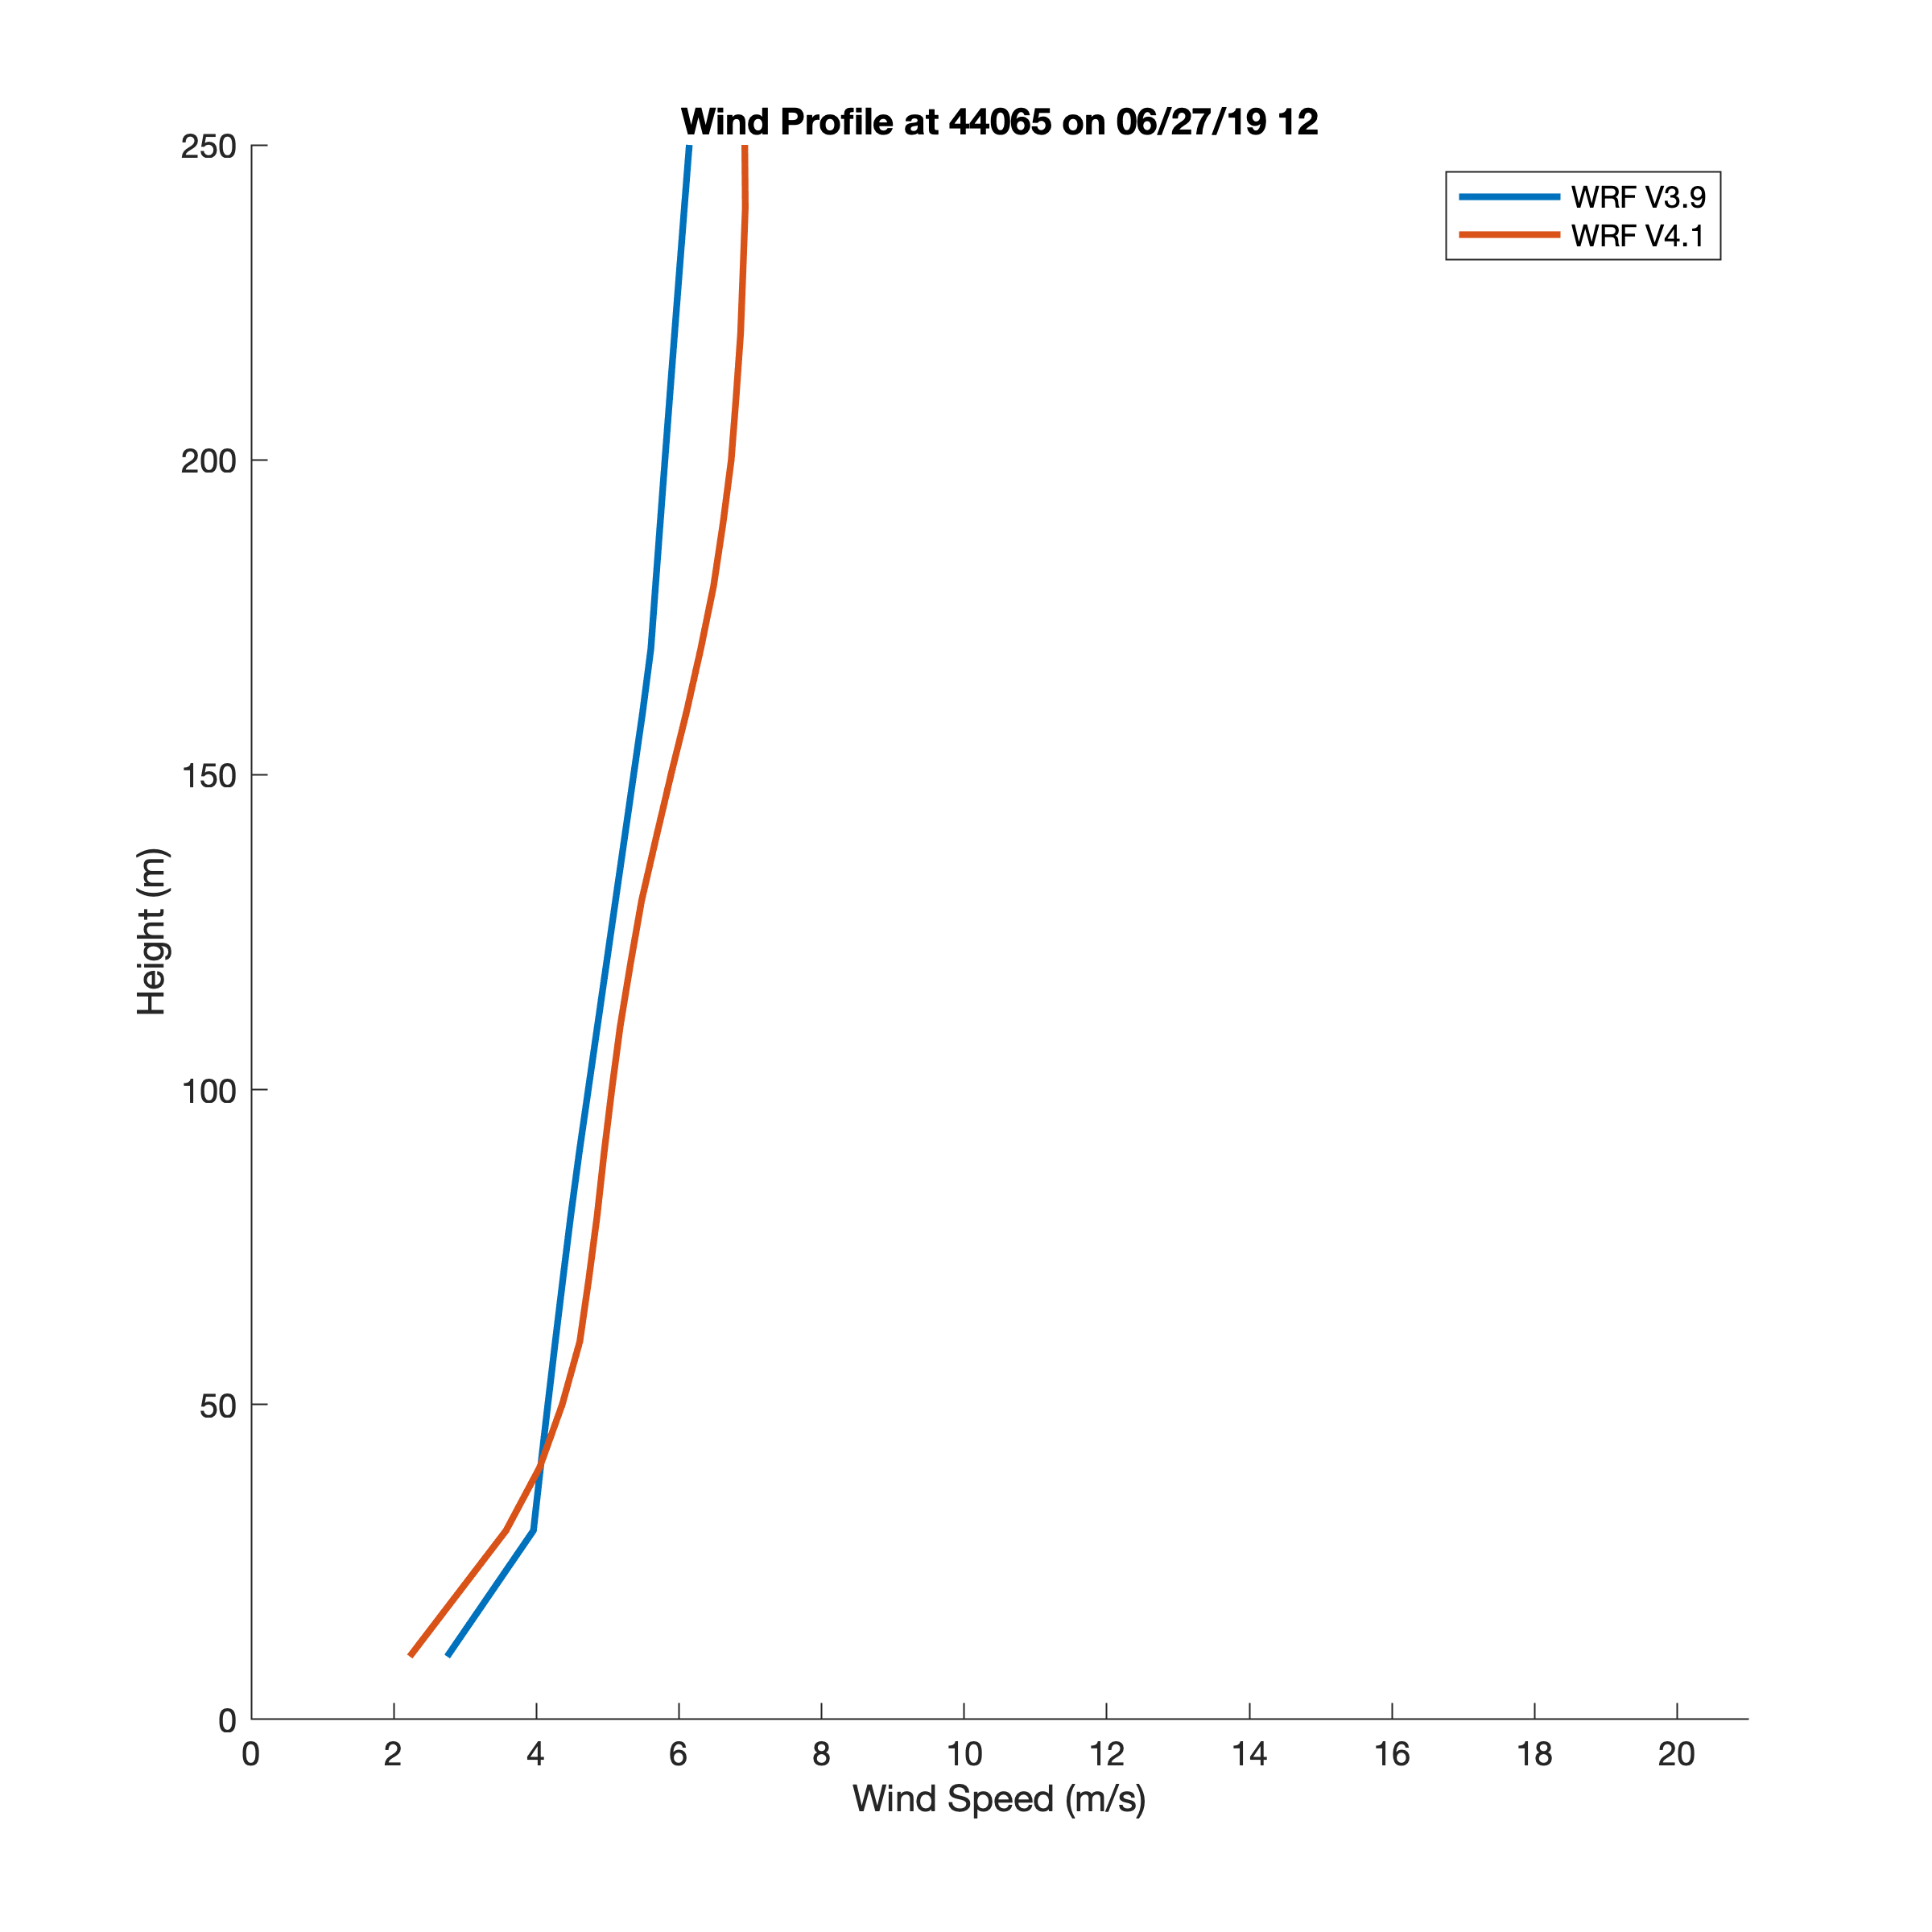 Wind Profile at 44065 on 06/27/19 12
WRF V3.9
WRF V4.1
250
200
150
100
50
0
Height (m)
0 2 4 6 8 10 12 14 16 18 20
Wind Speed (m/s)